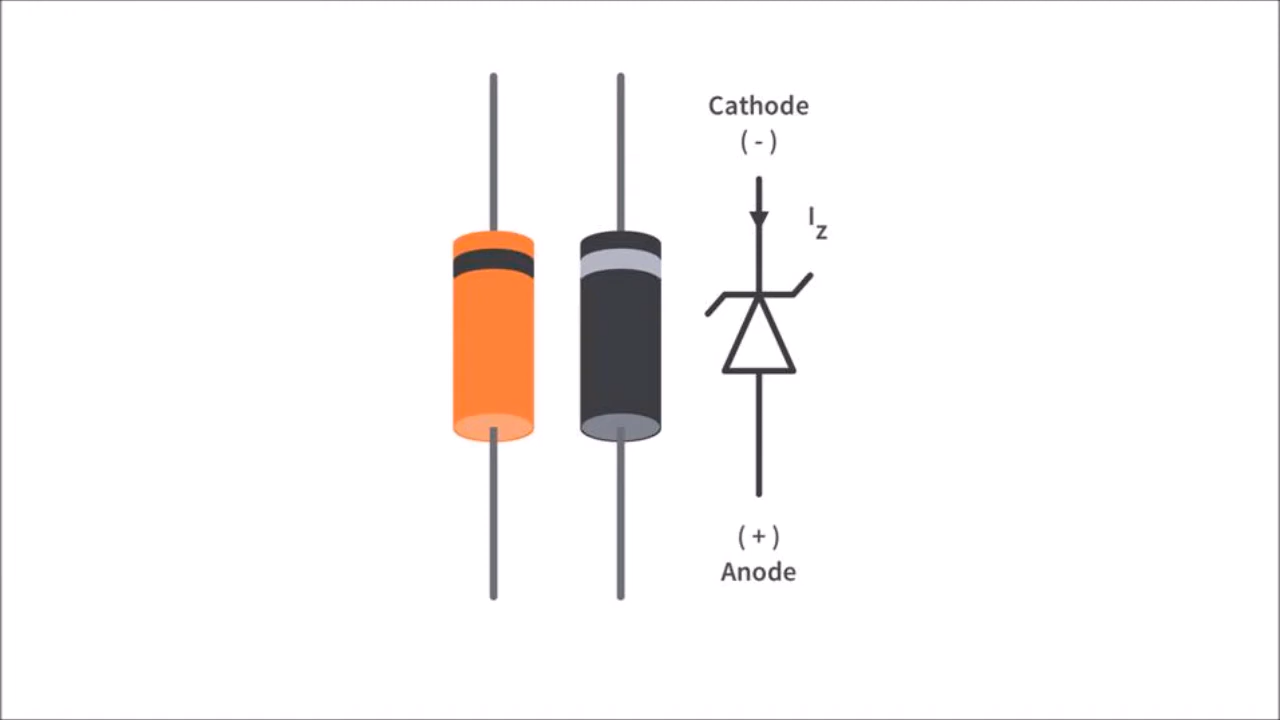 Cathode
( - )
Iz
( + )
Anode